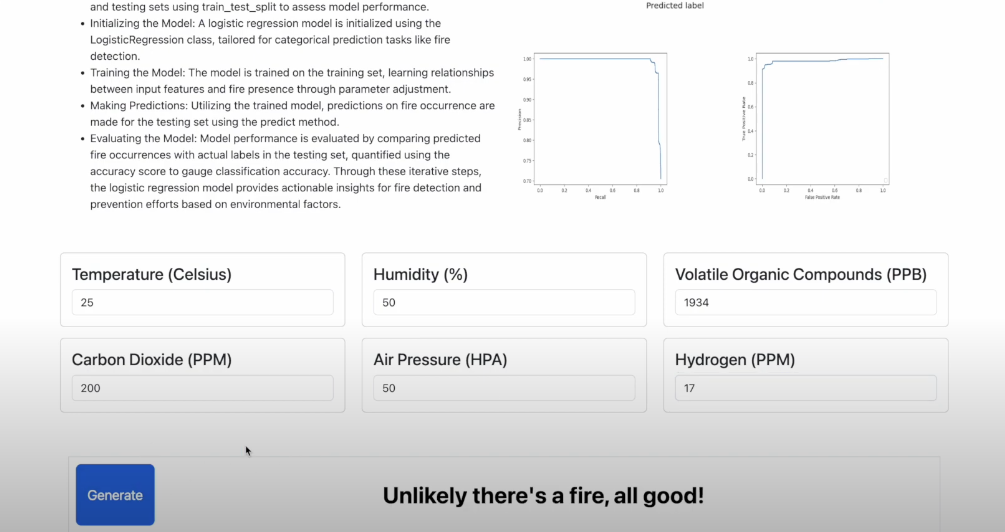 and testing sets using train_test_split to assess model performance.
• Initializing the Model: A logistic regression model is initialized using the
LogisticRegression class, tailored for categorical prediction tasks like fire
detection.
• Training the Model: The model is trained on the training set, learning relationships
between input features and fire presence through parameter adjustment.
• Making Predictions: Utilizing the trained model, predictions on fire occurrence are
made for the testing set using the predict method.
• Evaluating the Model: Model performance is evaluated by comparing predicted
fire occurrences with actual labels in the testing set, quantified using the
accuracy score to gauge classification accuracy. Through these iterative steps,
the logistic regression model provides actionable insights for fire detection and
prevention efforts based on environmental factors.
Predicted label
1.00
0.95
0.90
0.85
0.80
0.75
0.70
Precision
0.0 0.2 0.4 0.6 0.8 1.0
Recall
1.0
0.8
0.6
0.4
0.2
0.0
True Positive Rate
0.0 0.2 0.4 0.6 0.8 1.0
False Positive Rate
Temperature (Celsius)
25
Humidity (%)
50
Volatile Organic Compounds (PPB)
1934
Carbon Dioxide (PPM)
200
Air Pressure (HPA)
50
Hydrogen (PPM)
17
Generate
Unlikely there's a fire, all good!